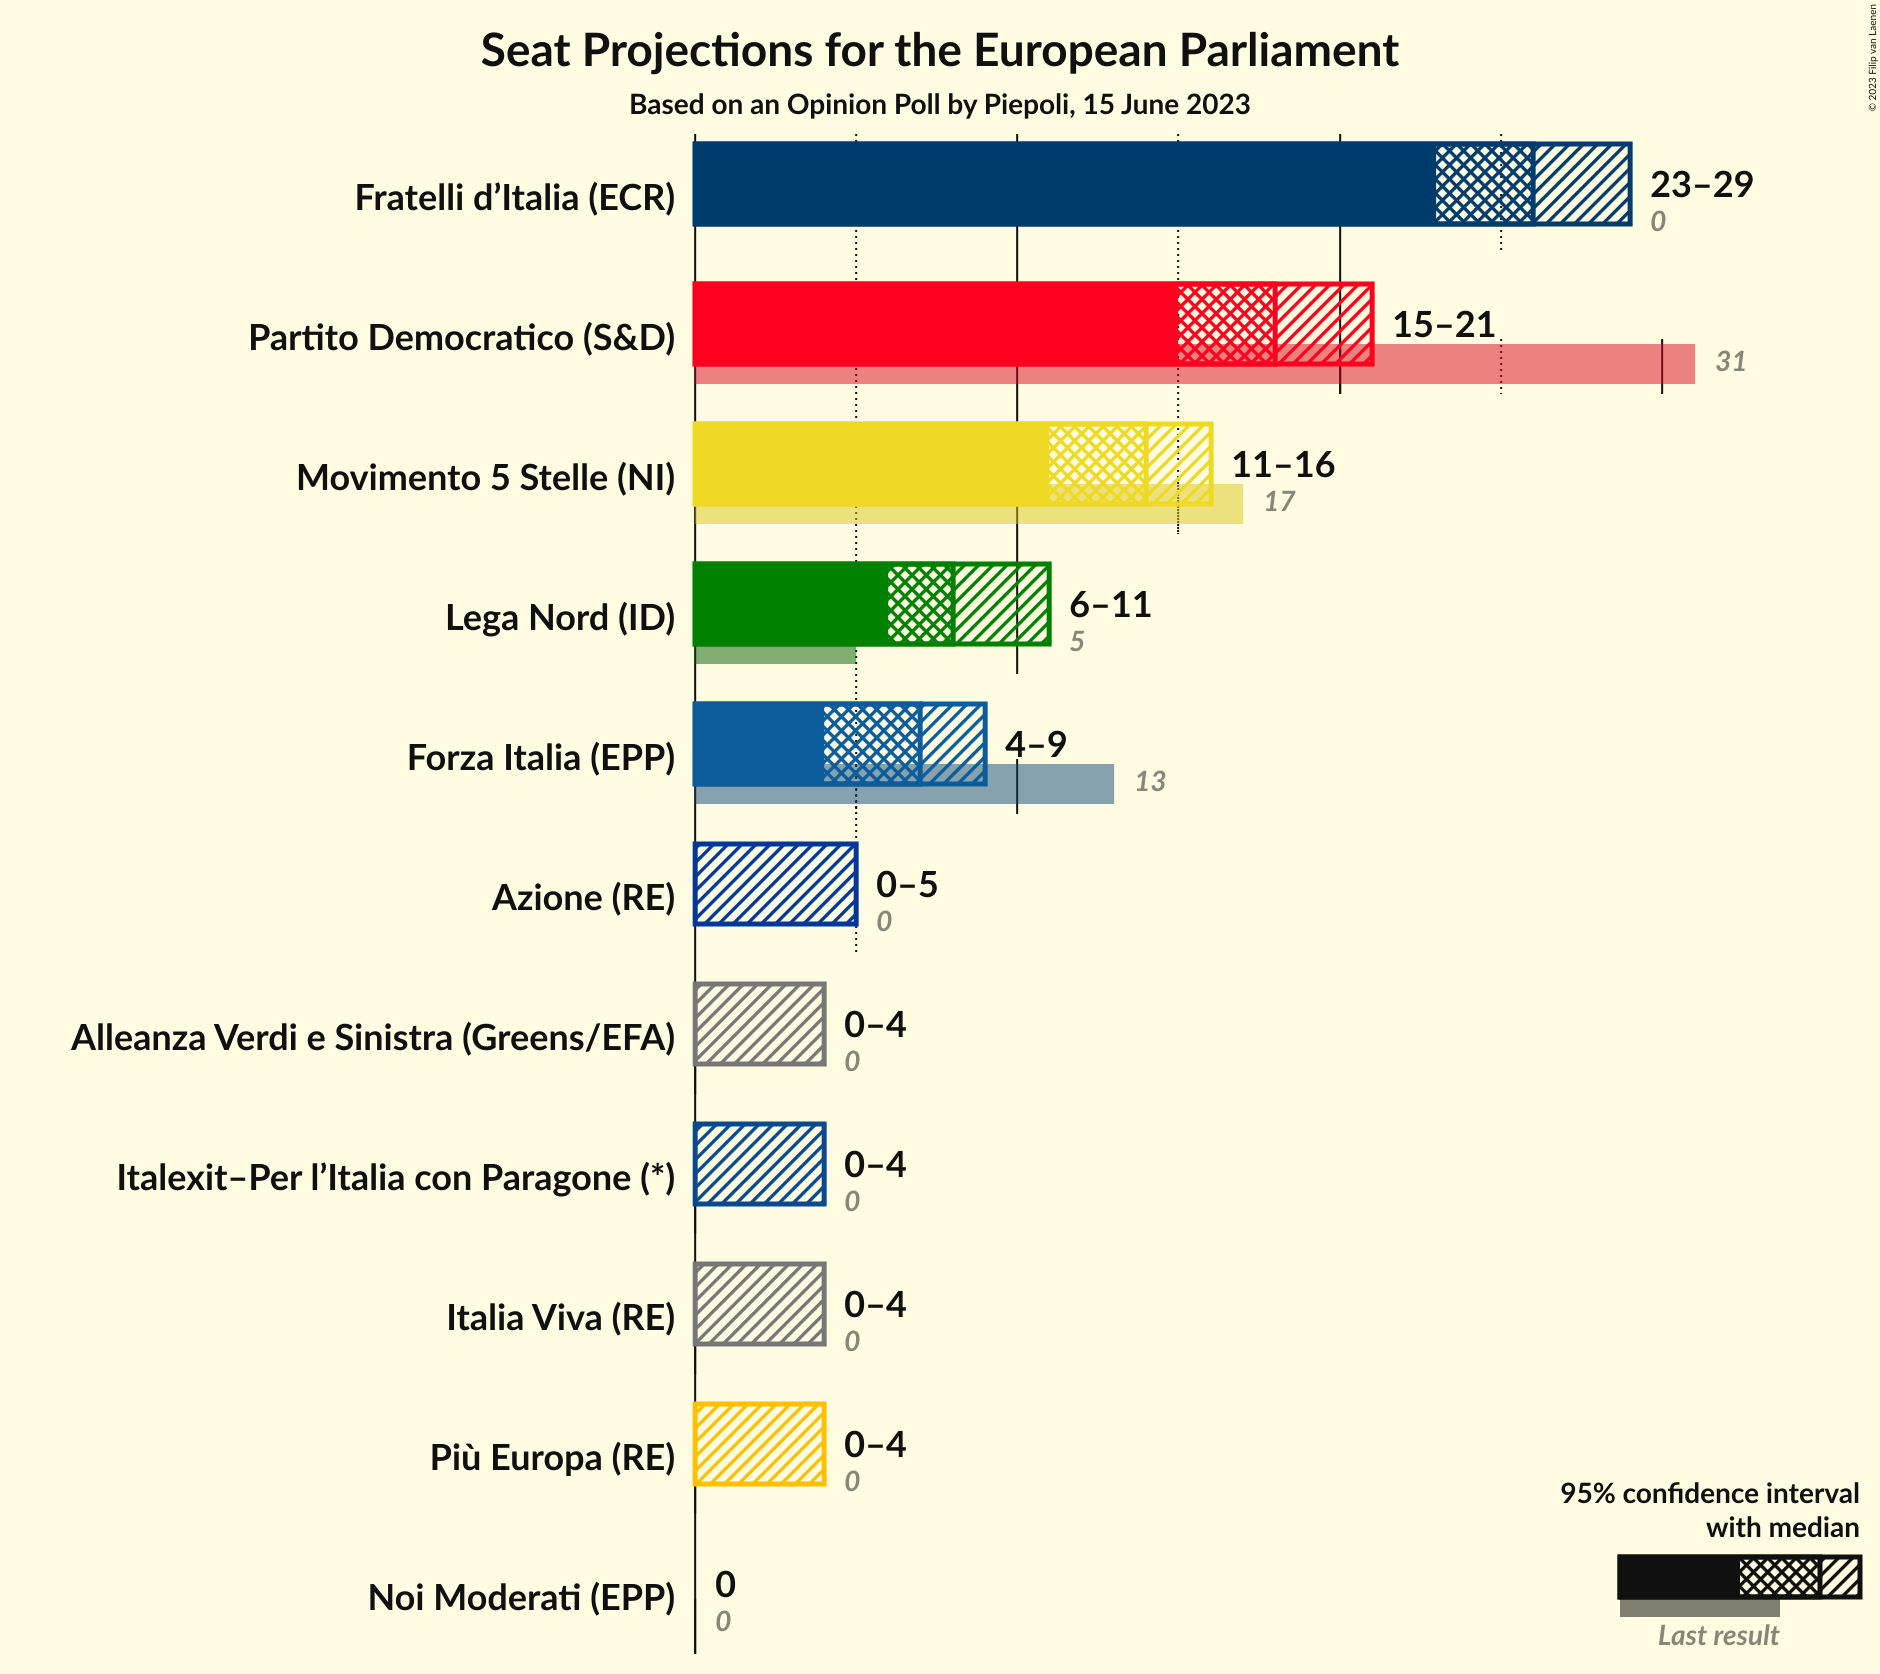 Seat Projections for the European Parliament
Based on an Opinion Poll by Piepoli, 15 June 2023
© 2023 Filip van Laenen
Fratelli d’Italia (ECR)
23–29
0
Partito Democratico (S&D)
15–21
31
Movimento 5 Stelle (NI)
11–16
17
Lega Nord (ID)
6–11
5
Forza Italia (EPP)
4–9
13
Azione (RE)
0–5
0
Alleanza Verdi e Sinistra (Greens/EFA)
0–4
0
Italexit–Per l’Italia con Paragone (*)
0–4
0
Italia Viva (RE)
0–4
0
Più Europa (RE)
0–4
0
Noi Moderati (EPP)
0
0
95% confidence interval
with median
Last result